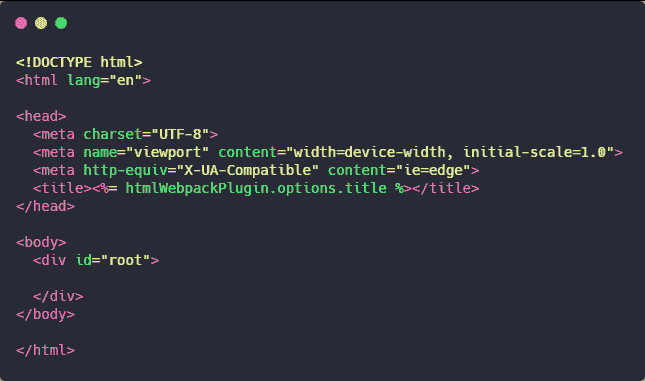 <!DOCTYPE html>
<html lang="en">
<head>
<meta charset="UTF-8">
<meta name="viewport" content="width=device-width, initial-scale=1.0">
<meta http-equiv="X-UA-Compatible" content="ie=edge">
<title><%= htmlWebpackPlugin.options.title %></title>
</head>
<body>
<div id="root">
</div>
</body>
</html>